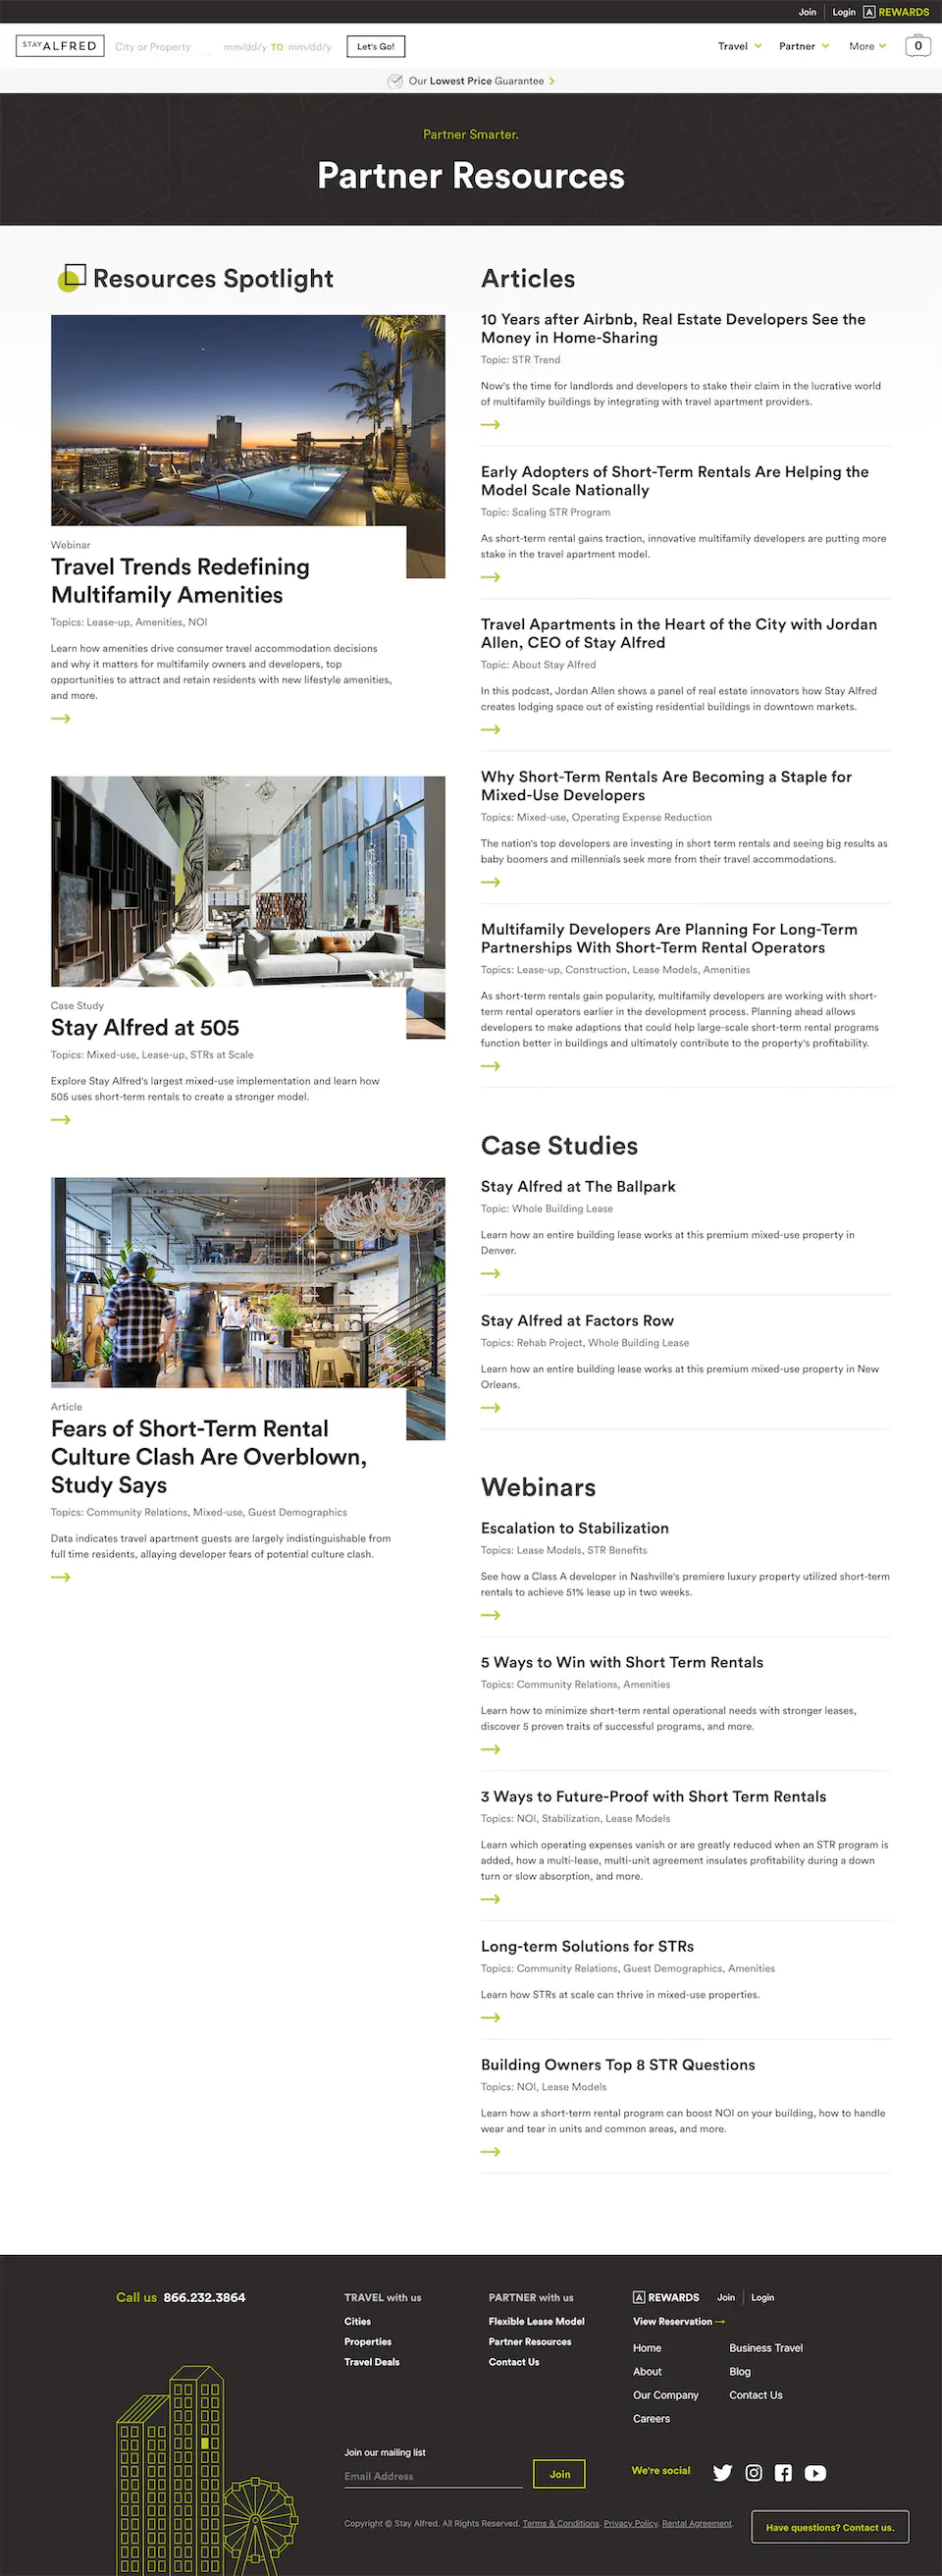 Join Login A REWARDS
STAY ALFRED City or Property mm/dd/y TO mm/dd/y Let's Go! Travel Partner More 0
Our Lowest Price Guarantee
Partner Smarter.
Partner Resources
Resources Spotlight
Webinar
Travel Trends Redefining
Multifamily Amenities
Topics: Lease-up, Amenities, NOI
Learn how amenities drive consumer travel accommodation decisions
and why it matters for multifamily owners and developers, top
opportunities to attract and retain residents with new lifestyle amenities,
and more.
Case Study
Stay Alfred at 505
Topics: Mixed-use, Lease-up, STRs at Scale
Explore Stay Alfred's largest mixed-use implementation and learn how
505 uses short-term rentals to create a stronger model.
Article
Fears of Short-Term Rental
Culture Clash Are Overblown,
Study Says
Topics: Community Relations, Mixed-use, Guest Demographics
Data indicates travel apartment guests are largely indistinguishable from
full time residents, allaying developer fears of potential culture clash.
Articles
10 Years after Airbnb, Real Estate Developers See the
Money in Home-Sharing
Topic: STR Trend
Now's the time for landlords and developers to stake their claim in the lucrative world
of multifamily buildings by integrating with travel apartment providers.
Early Adopters of Short-Term Rentals Are Helping the
Model Scale Nationally
Topic: Scaling STR Program
As short-term rental gains traction, innovative multifamily developers are putting more
stake in the travel apartment model.
Travel Apartments in the Heart of the City with Jordan
Allen, CEO of Stay Alfred
Topic: About Stay Alfred
In this podcast, Jordan Allen shows a panel of real estate innovators how Stay Alfred
creates lodging space out of existing residential buildings in downtown markets.
Why Short-Term Rentals Are Becoming a Staple for
Mixed-Use Developers
Topics: Mixed-use, Operating Expense Reduction
The nation's top developers are investing in short term rentals and seeing big results as
baby boomers and millennials seek more from their travel accommodations.
Multifamily Developers Are Planning For Long-Term
Partnerships With Short-Term Rental Operators
Topics: Lease-up, Construction, Lease Models, Amenities
As short-term rentals gain popularity, multifamily developers are working with short-
term rental operators earlier in the development process. Planning ahead allows
developers to make adaptions that could help large-scale short-term rental programs
function better in buildings and ultimately contribute to the property's profitability.
Case Studies
Stay Alfred at The Ballpark
Topic: Whole Building Lease
Learn how an entire building lease works at this premium mixed-use property in
Denver.
Stay Alfred at Factors Row
Topics: Rehab Project, Whole Building Lease
Learn how an entire building lease works at this premium mixed-use property in New
Orleans.
Webinars
Escalation to Stabilization
Topics: Lease Models, STR Benefits
See how a Class A developer in Nashville's premiere luxury property utilized short-term
rentals to achieve 51% lease up in two weeks.
5 Ways to Win with Short Term Rentals
Topics: Community Relations, Amenities
Learn how to minimize short-term rental operational needs with stronger leases,
discover 5 proven traits of successful programs, and more.
3 Ways to Future-Proof with Short Term Rentals
Topics: NOI, Stabilization, Lease Models
Learn which operating expenses vanish or are greatly reduced when an STR program is
added, how a multi-lease, multi-unit agreement insulates profitability during a down
turn or slow absorption, and more.
Long-term Solutions for STRs
Topics: Community Relations, Guest Demographics, Amenities
Learn how STRs at scale can thrive in mixed-use properties.
Building Owners Top 8 STR Questions
Topics: NOI, Lease Models
Learn how a short-term rental program can boost NOI on your building, how to handle
wear and tear in units and common areas, and more.
Call us 866.232.3864
TRAVEL with us
Cities
Properties
Travel Deals
PARTNER with us
Flexible Lease Model
Partner Resources
Contact Us
A REWARDS Join Login
View Reservation
Home Business Travel
About Blog
Our Company Contact Us
Careers
Join our mailing list
Email Address Join
We're social
Copyright © Stay Alfred. All Rights Reserved. Terms & Conditions. Privacy Policy. Rental Agreement.
Have questions? Contact us.